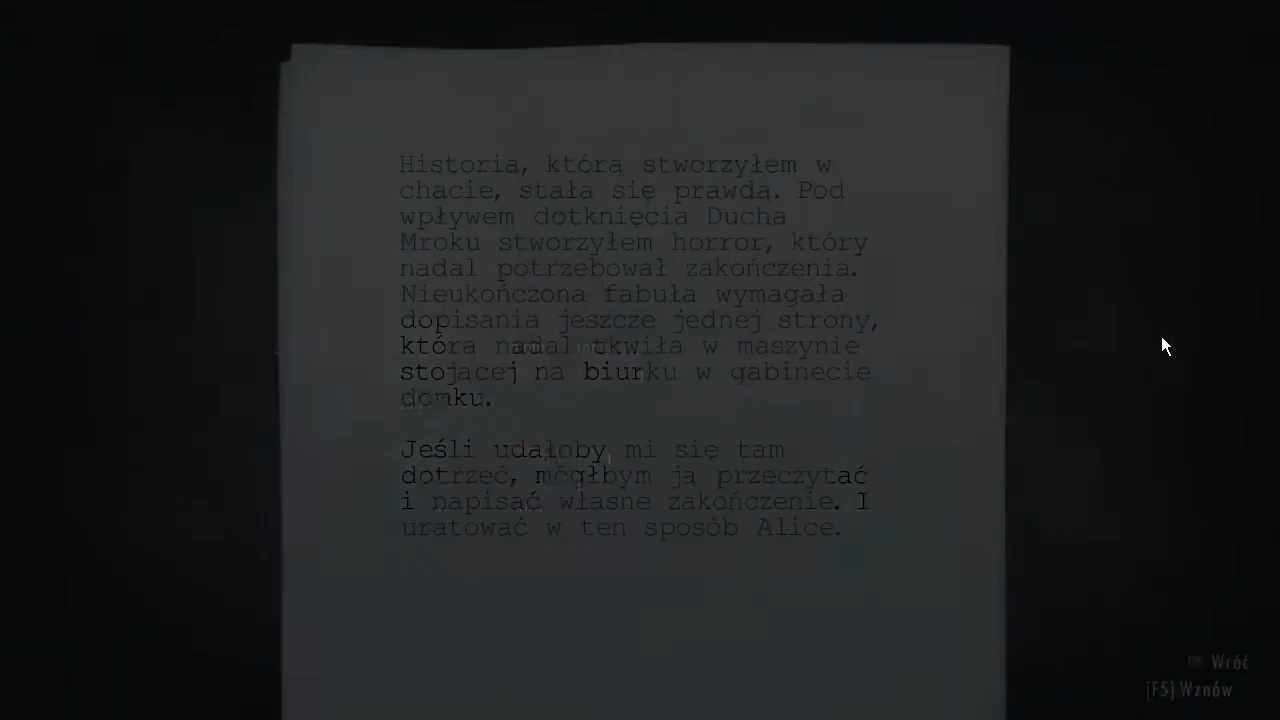 Historia, którą stworzyłem w
chacie, stała się prawdą. Pod
wpływem dotknięcia Ducha
Mroku stworzyłem horror, który
nadal potrzebował zakończenia.
Nieukończona fabuła wymagała
dopisania jeszcze jednej strony,
która nadal tkwiła w maszynie
stojącej na biurku w gabinecie
domku.
Jeśli udałoby mi się tam
dotrzeć, mógłbym ją przeczytać
i napisać własne zakończenie. I
uratować w ten sposób Alice.
Wróć
[F5] Wznów